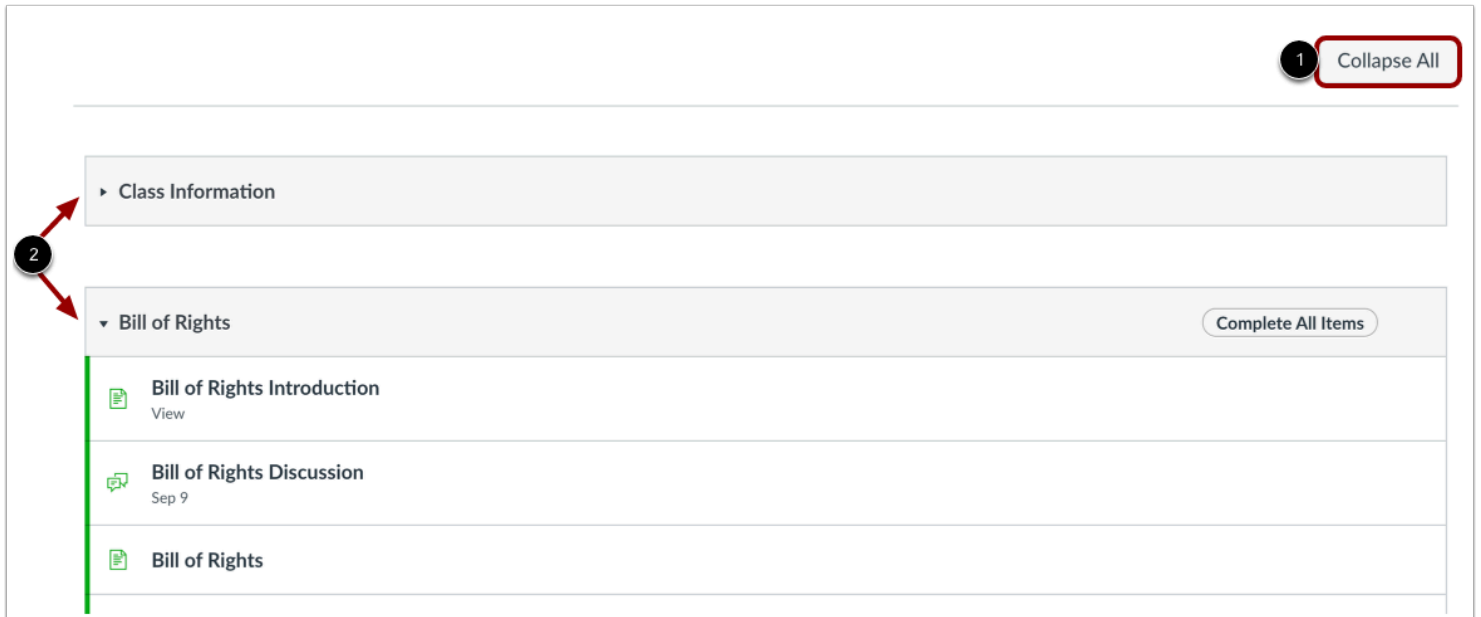 1 Collapse All
Class Information
2
Bill of Rights Complete All Items
Bill of Rights Introduction
View
Bill of Rights Discussion
Sep 9
Bill of Rights